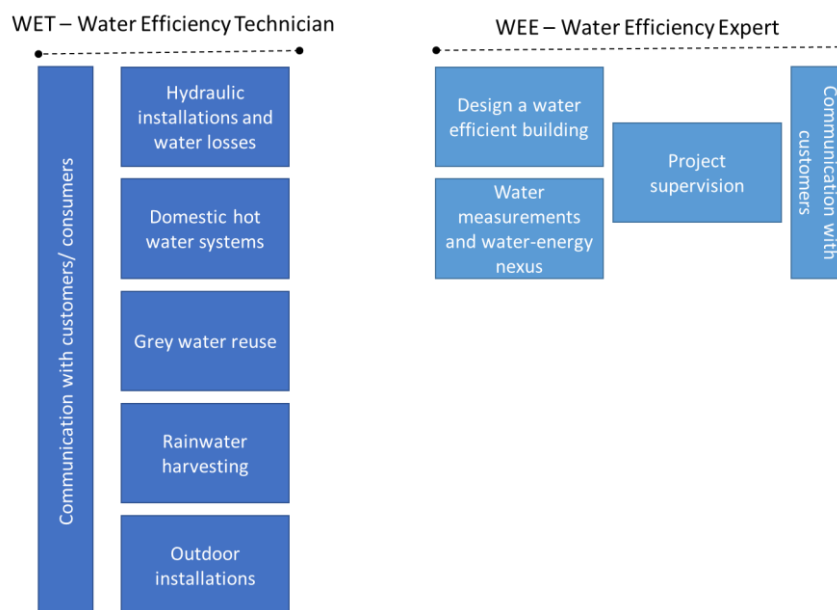 WET – Water Efficiency Technician
Communication with customers/ consumers
Hydraulic
installations and
water losses
Domestic hot
water systems
Grey water reuse
Rainwater
harvesting
Outdoor
installations
WEE – Water Efficiency Expert
Design a water
efficient building
Water
measurements
and water-energy
nexus
Project
supervision
Communication with
customers